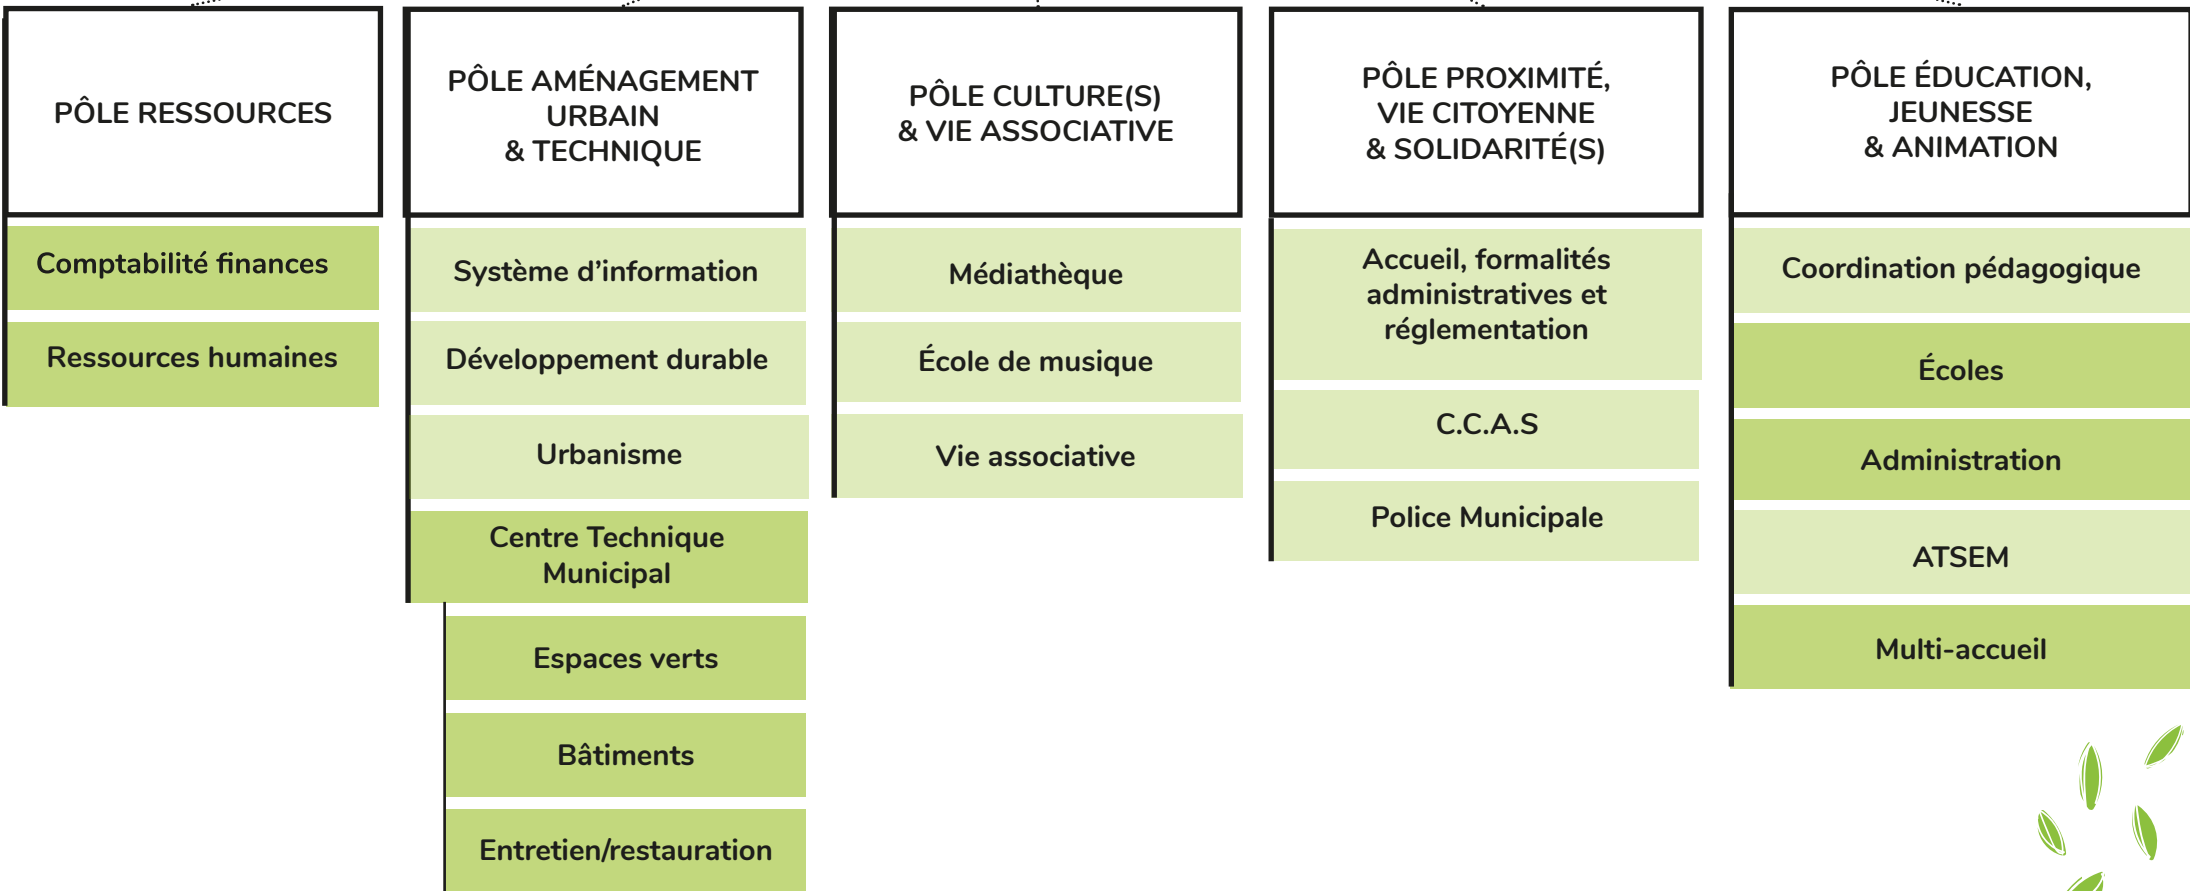 PÔLE RESSOURCES
Comptabilité finances
Ressources humaines
PÔLE AMÉNAGEMENT
URBAIN
& TECHNIQUE
Système d’information
Développement durable
Urbanisme
Centre Technique
Municipal
Espaces verts
Bâtiments
Entretien/restauration
PÔLE CULTURE(S)
& VIE ASSOCIATIVE
Médiathèque
École de musique
Vie associative
PÔLE PROXIMITÉ,
VIE CITOYENNE
& SOLIDARITÉ(S)
Accueil, formalités
administratives et
réglementation
C.C.A.S
Police Municipale
PÔLE ÉDUCATION,
JEUNESSE
& ANIMATION
Coordination pédagogique
Écoles
Administration
ATSEM
Multi-accueil